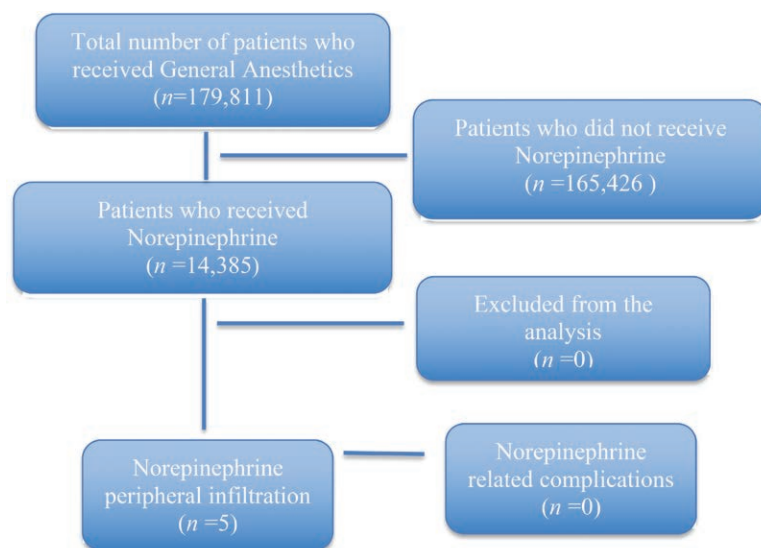 Total number of patients who
received General Anesthetics
(n=179,811)
Patients who did not receive
Norepinephrine
(n =165,426 )
Patients who received
Norepinephrine
(n =14,385)
Excluded from the
analysis
(n =0)
Norepinephrine
peripheral infiltration
(n =5)
Norepinephrine
related complications
(n =0)